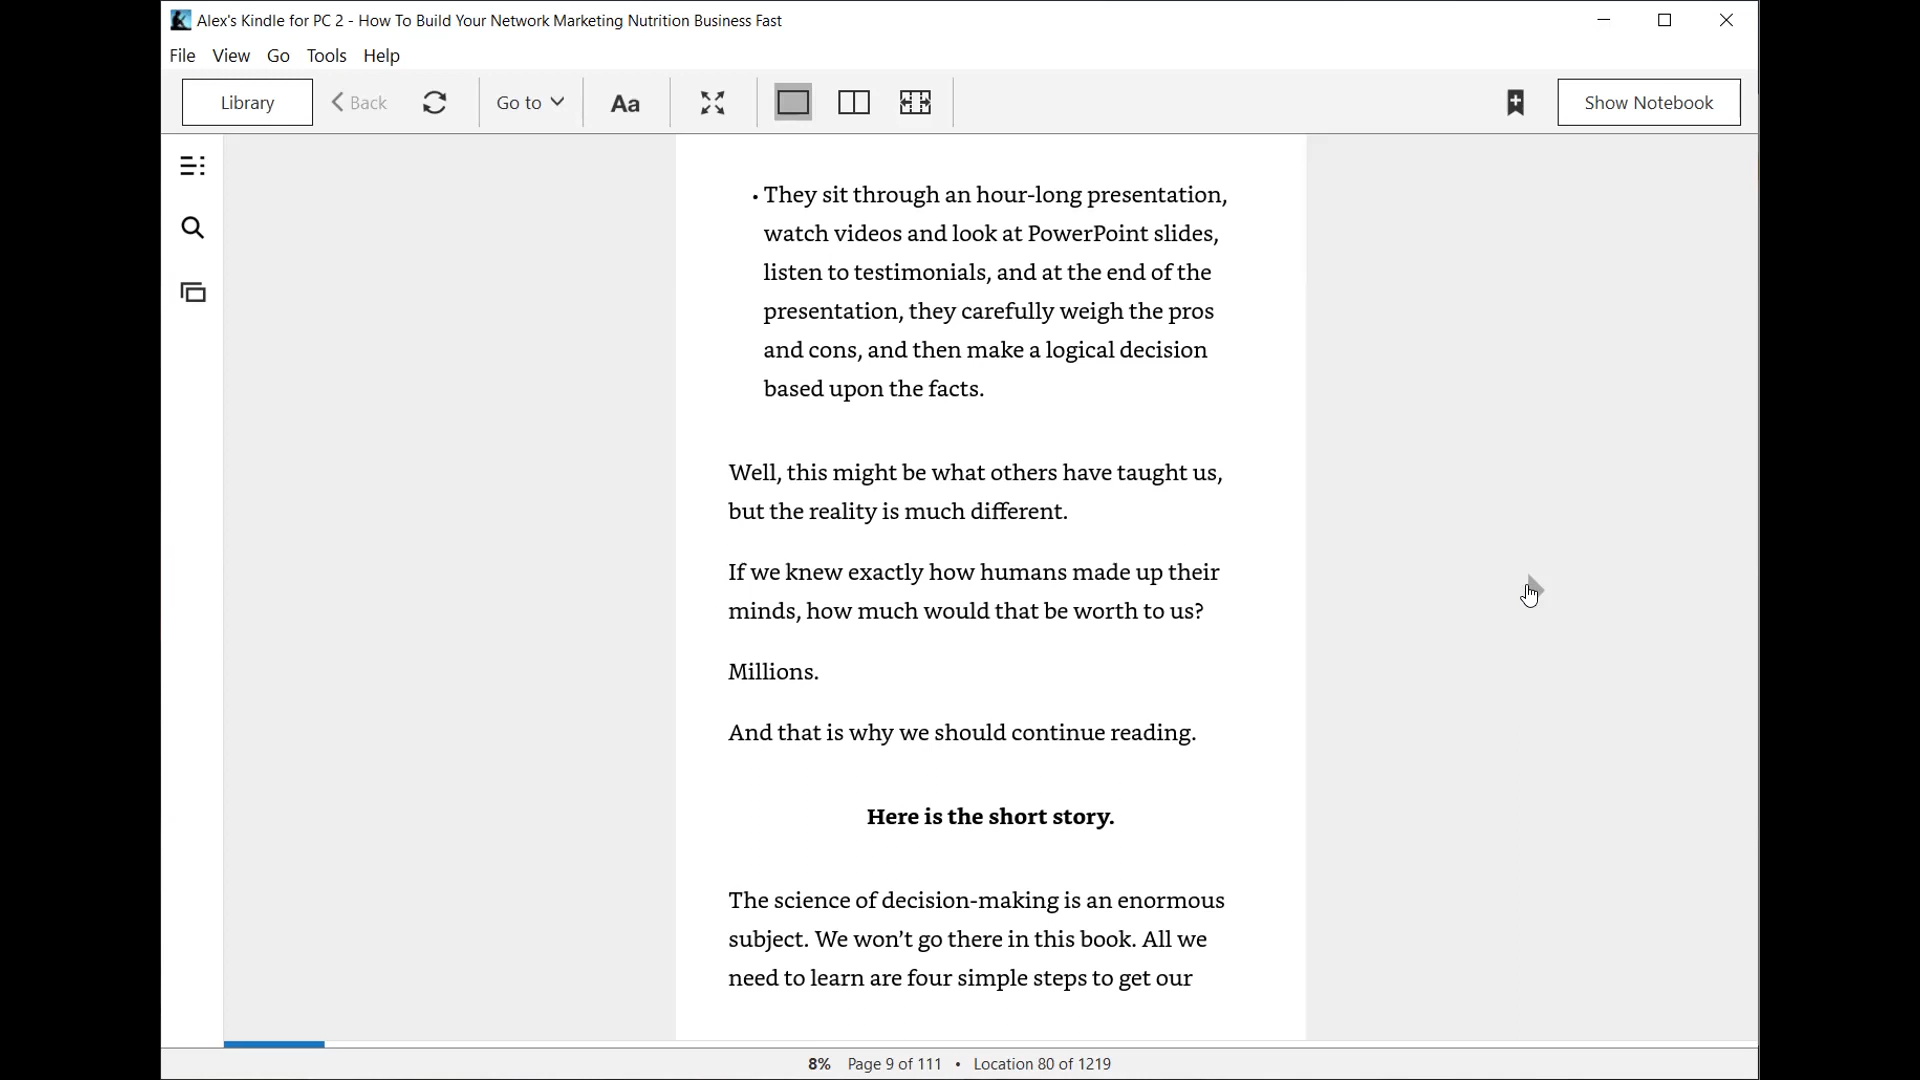 Alex's Kindle for PC 2 - How To Build Your Network Marketing Nutrition Business Fast
File View Go Tools Help
Library Back Go to Aa Show Notebook
• They sit through an hour-long presentation,
watch videos and look at PowerPoint slides,
listen to testimonials, and at the end of the
presentation, they carefully weigh the pros
and cons, and then make a logical decision
based upon the facts.
Well, this might be what others have taught us,
but the reality is much different.
If we knew exactly how humans made up their
minds, how much would that be worth to us?
Millions.
And that is why we should continue reading.
Here is the short story.
The science of decision-making is an enormous
subject. We won’t go there in this book. All we
need to learn are four simple steps to get our
8% Page 9 of 111 • Location 80 of 1219